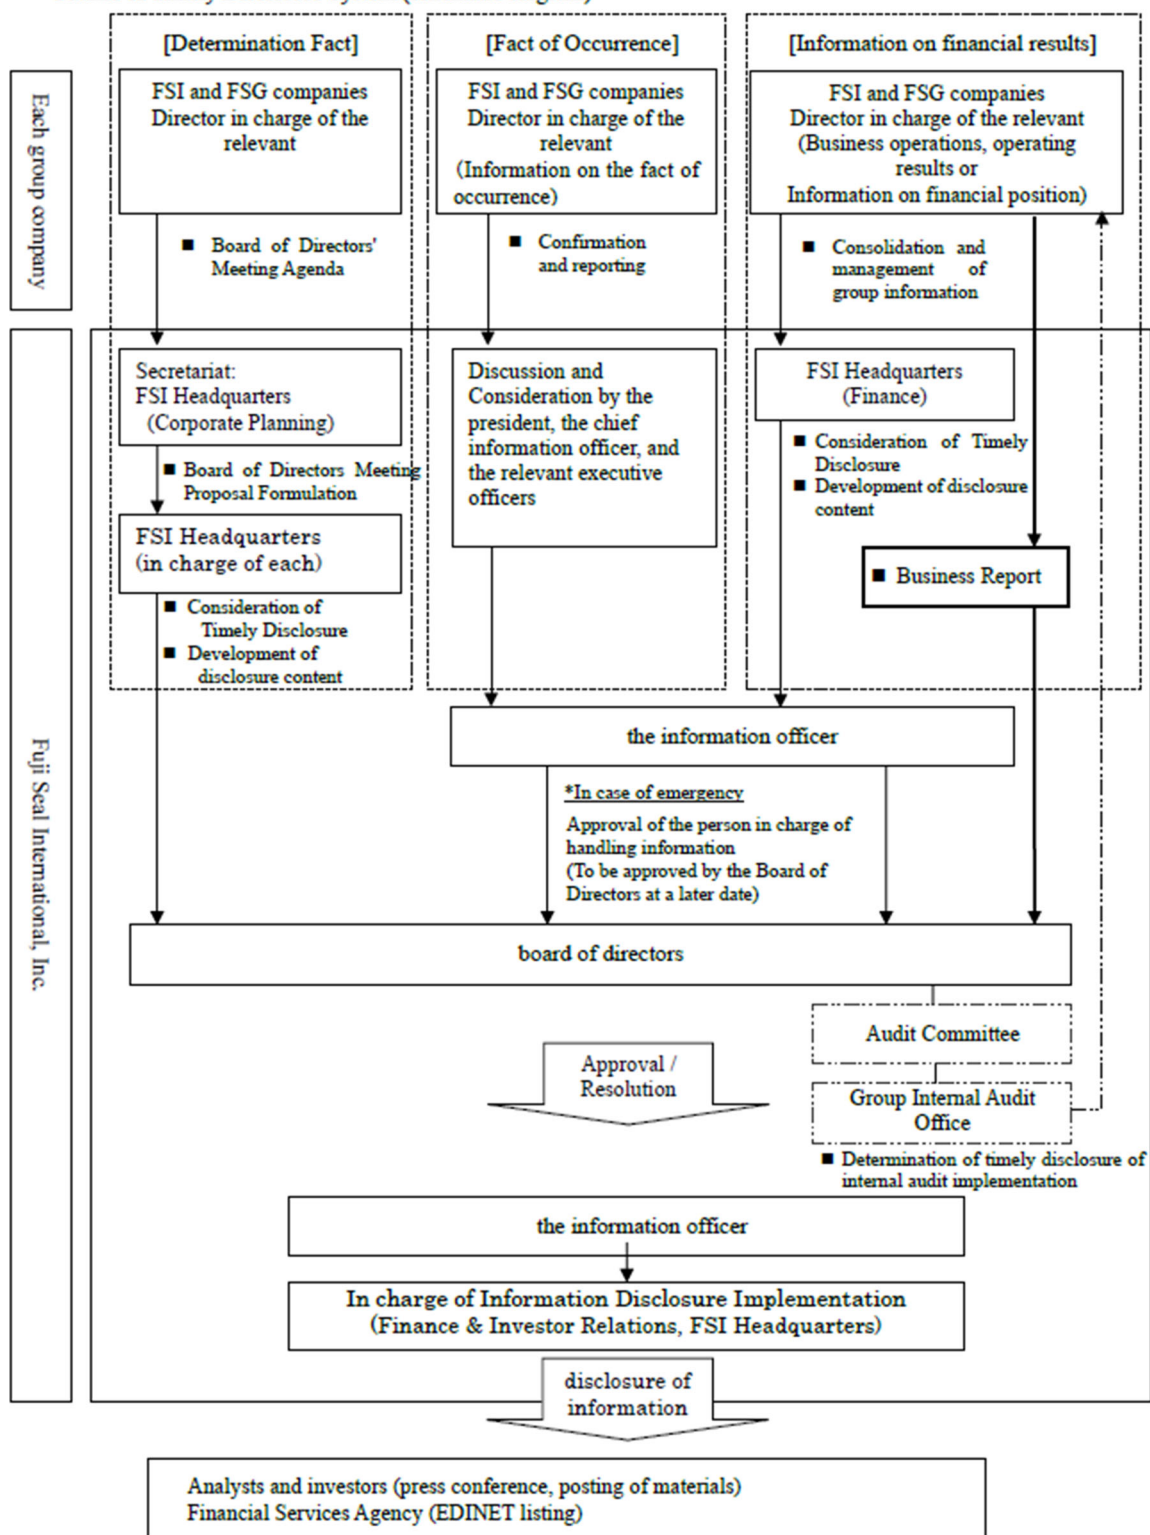 [Determination Fact]
FSI and FSG companies
Director in charge of the
relevant
■ Board of Directors'
Meeting Agenda
[Fact of Occurrence]
FSI and FSG companies
Director in charge of the
relevant
(Information on the fact of
occurrence)
■ Confirmation
and reporting
[Information on financial results]
FSI and FSG companies
Director in charge of the relevant
(Business operations, operating
results or
Information on financial position)
■ Consolidation and
management of
group information
Each group company
Secretariat:
FSI Headquarters
(Corporate Planning)
■ Board of Directors Meeting
Proposal Formulation
FSI Headquarters
(in charge of each)
■ Consideration of
Timely Disclosure
■ Development of
disclosure content
Discussion and
Consideration by the
president, the chief
information officer, and
the relevant executive
officers
FSI Headquarters
(Finance)
■ Consideration of Timely
Disclosure
■ Development of disclosure
content
■ Business Report
Fuji Seal International, Inc.
the information officer
*In case of emergency
Approval of the person in charge of
handling information
(To be approved by the Board of
Directors at a later date)
board of directors
Audit Committee
Approval /
Resolution
Group Internal Audit
Office
■ Determination of timely disclosure of
internal audit implementation
the information officer
In charge of Information Disclosure Implementation
(Finance & Investor Relations, FSI Headquarters)
disclosure of
information
Analysts and investors (press conference, posting of materials)
Financial Services Agency (EDINET listing)